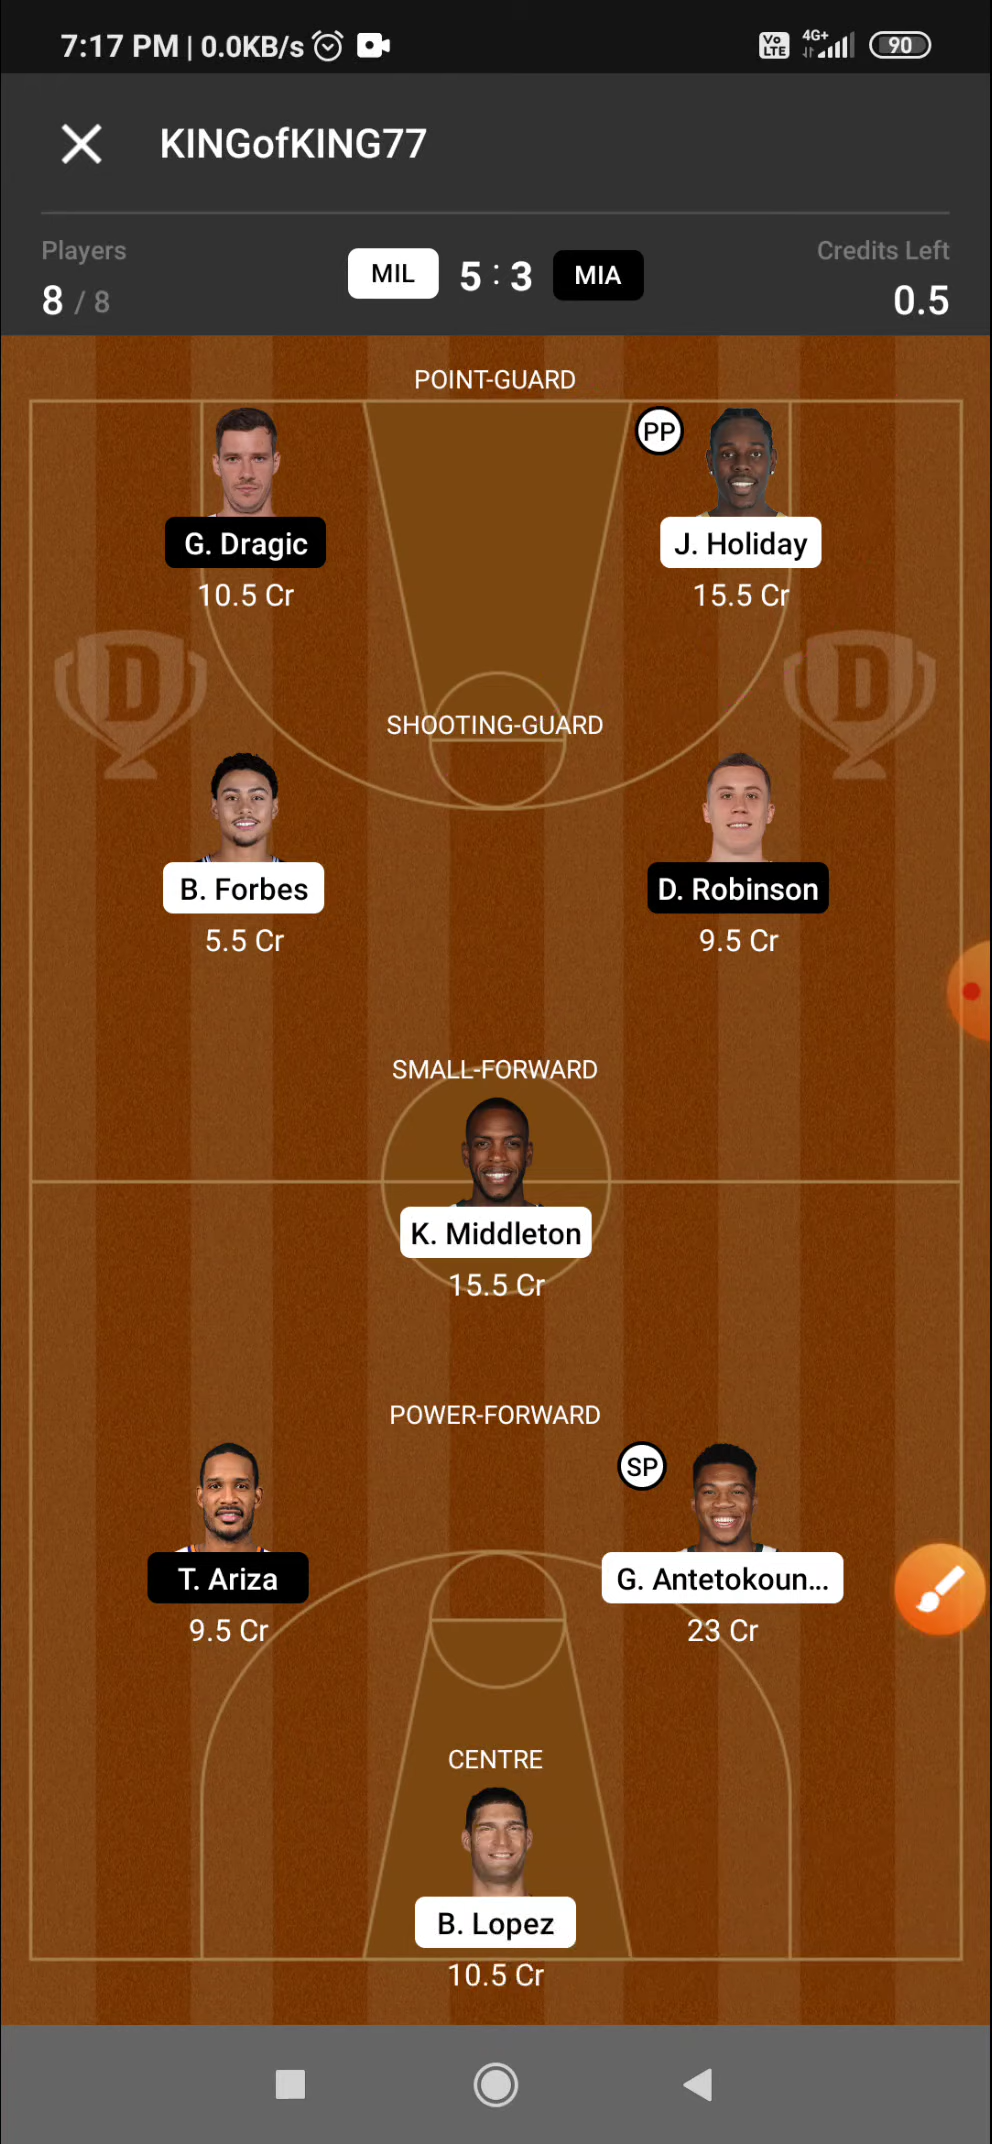 7:17 PM | 0.0KB/s Vo LTE 4G+ 90
KINGofKING77
Players Credits Left
8 / 8 MIL 5 : 3 MIA 0.5
POINT-GUARD
PP
G. Dragic J. Holiday
10.5 Cr 15.5 Cr
D D
SHOOTING-GUARD
B. Forbes D. Robinson
5.5 Cr 9.5 Cr
SMALL-FORWARD
K. Middleton
15.5 Cr
POWER-FORWARD
SP
T. Ariza G. Antetokoun...
9.5 Cr 23 Cr
CENTRE
B. Lopez
10.5 Cr